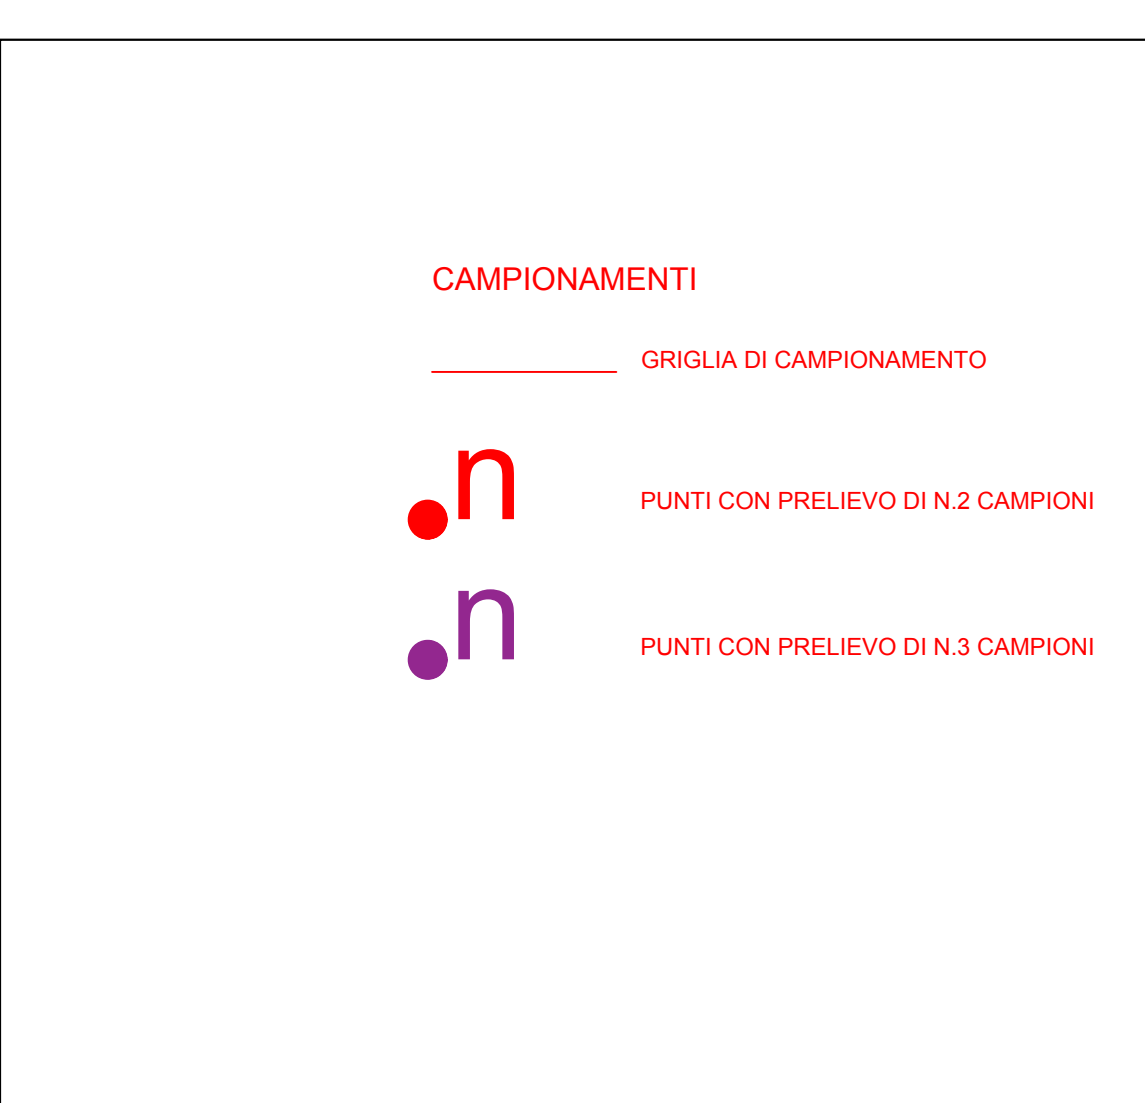 CAMPIONAMENTI
GRIGLIA DI CAMPIONAMENTO
.n PUNTI CON PRELIEVO DI N.2 CAMPIONI
.n PUNTI CON PRELIEVO DI N.3 CAMPIONI